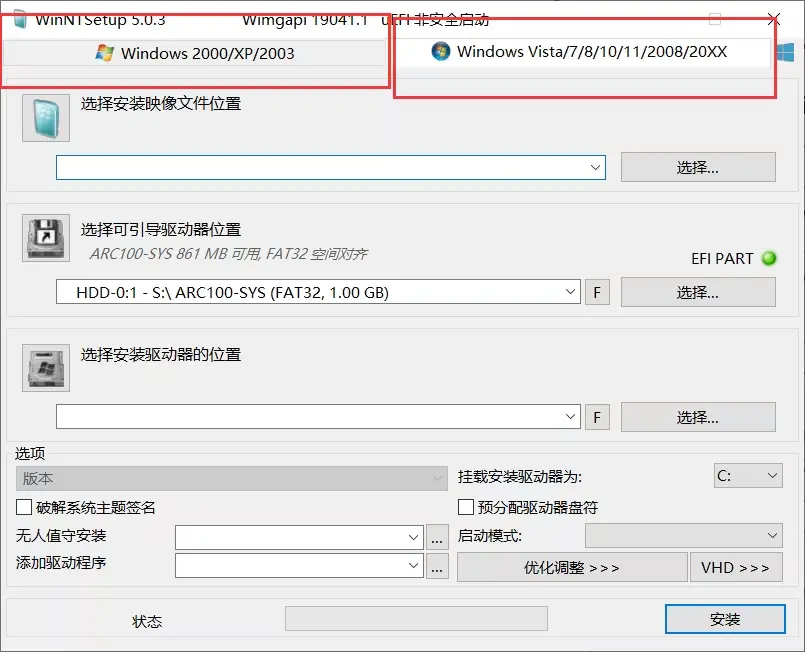 WinNTSetup 5.0.3 Wimgapi 19041.1 uEFI 非安全启动
Windows 2000/XP/2003
Windows Vista/7/8/10/11/2008/20XX
选择安装映像文件位置
选择...
选择可引导驱动器位置
ARC100-SYS 861 MB 可用, FAT32 空间对齐
EFI PART
HDD-0:1 - S:\ ARC100-SYS (FAT32, 1.00 GB)
F
选择...
选择安装驱动器的位置
F
选择...
选项
版本
挂载安装驱动器为:
C:
破解系统主题签名
预分配驱动器盘符
无人值守安装
...
启动模式:
添加驱动程序
...
优化调整 >>>
VHD >>>
状态
安装